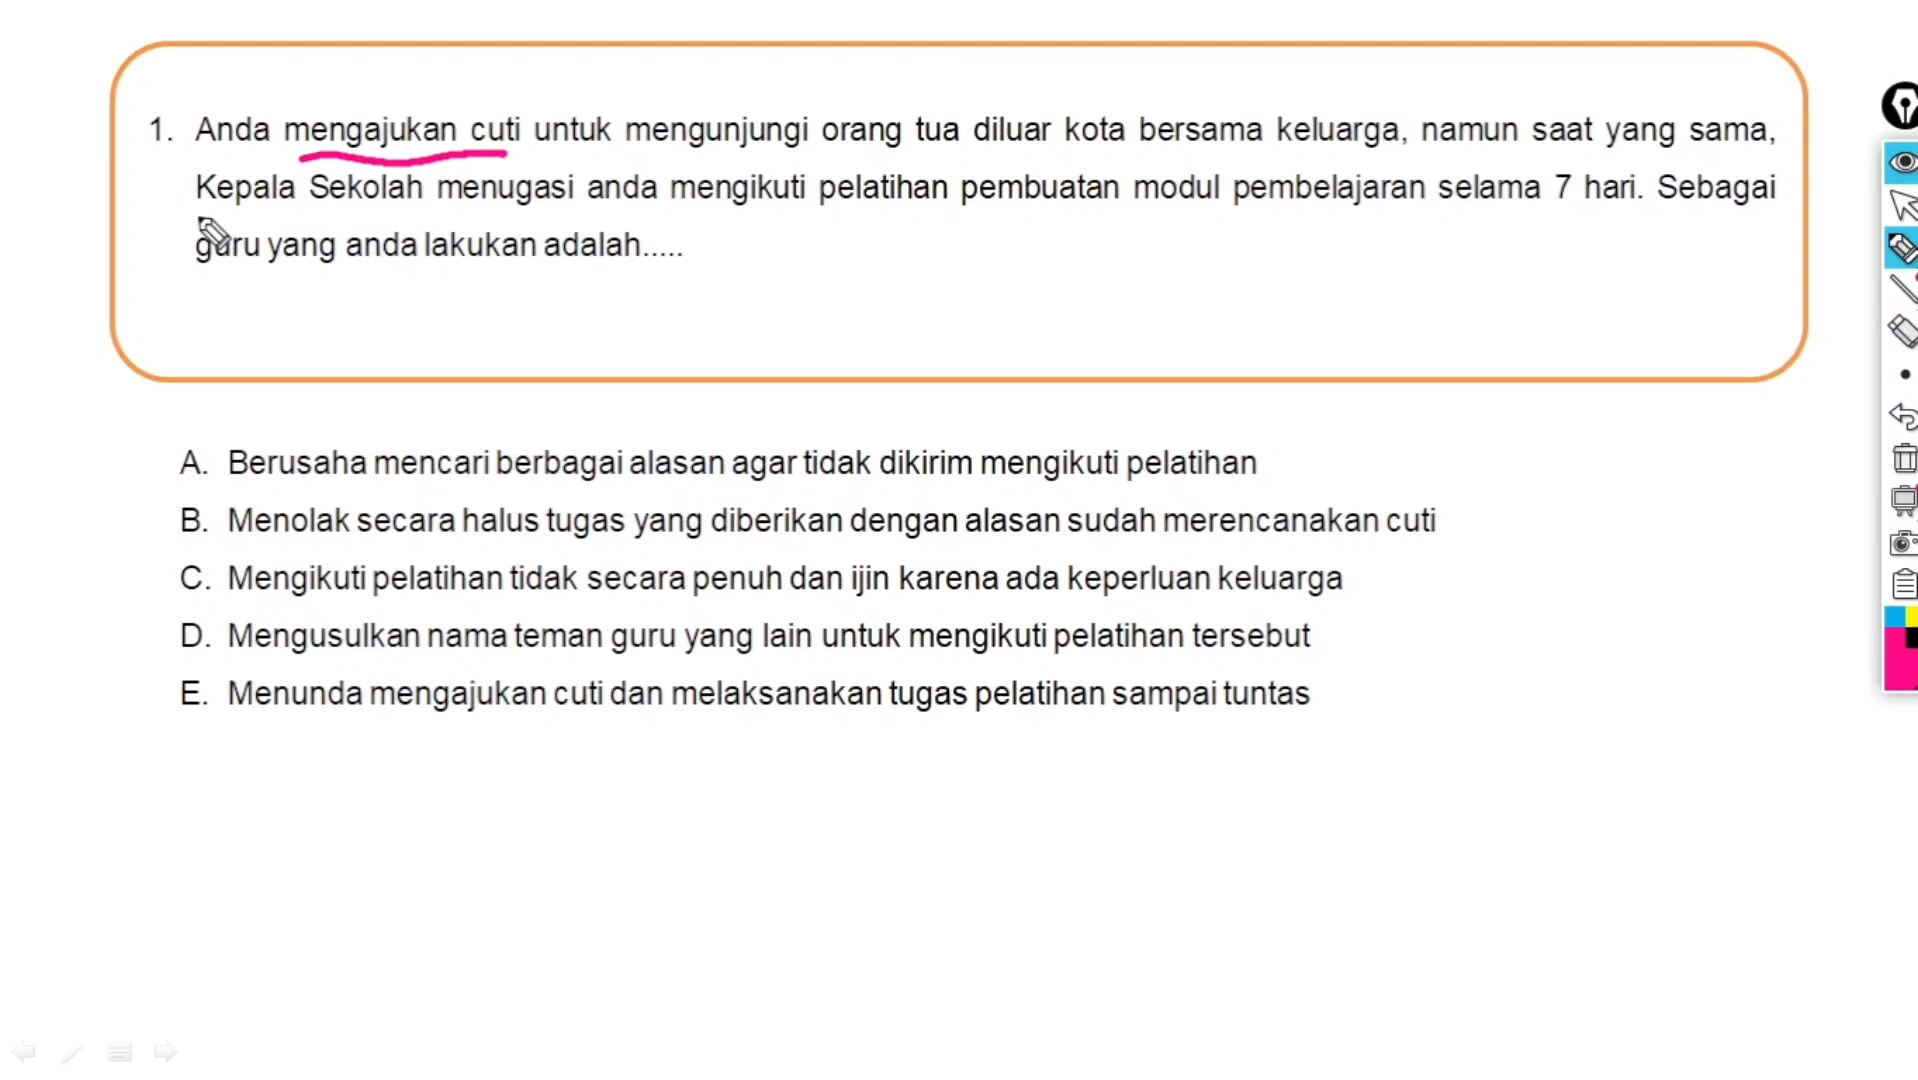 1. Anda mengajukan cuti untuk mengunjungi orang tua diluar kota bersama keluarga, namun saat yang sama,
Kepala Sekolah menugasi anda mengikuti pelatihan pembuatan modul pembelajaran selama 7 hari. Sebagai
guru yang anda lakukan adalah.....
A. Berusaha mencari berbagai alasan agar tidak dikirim mengikuti pelatihan
B. Menolak secara halus tugas yang diberikan dengan alasan sudah merencanakan cuti
C. Mengikuti pelatihan tidak secara penuh dan ijin karena ada keperluan keluarga
D. Mengusulkan nama teman guru yang lain untuk mengikuti pelatihan tersebut
E. Menunda mengajukan cuti dan melaksanakan tugas pelatihan sampai tuntas